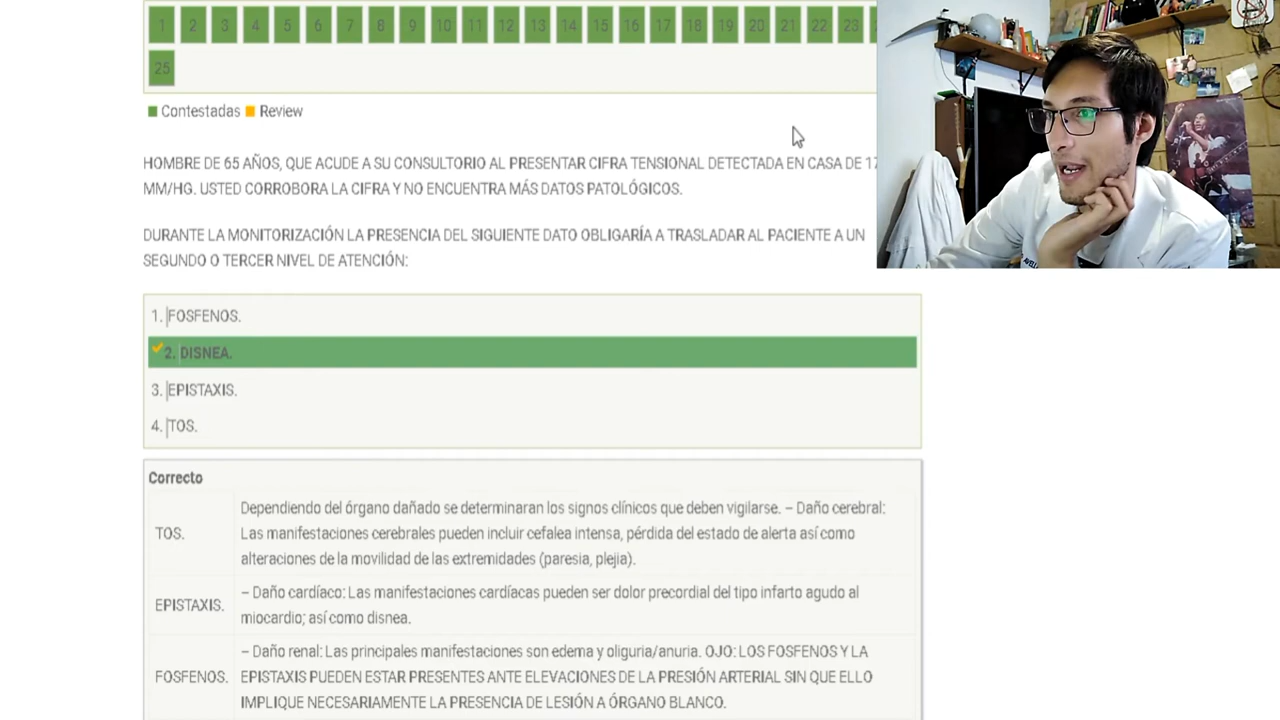 1 2 3 4 5 6 7 8 9 10 11 12 13 14 15 16 17 18 19 20 21 22 23
25
Contestadas Review
HOMBRE DE 65 AÑOS, QUE ACUDE A SU CONSULTORIO AL PRESENTAR CIFRA TENSIONAL DETECTADA EN CASA DE
MM/HG. USTED CORROBORA LA CIFRA Y NO ENCUENTRA MÁS DATOS PATOLÓGICOS.
DURANTE LA MONITORIZACIÓN LA PRESENCIA DEL SIGUIENTE DATO OBLIGARÍA A TRASLADAR AL PACIENTE A UN
SEGUNDO O TERCER NIVEL DE ATENCIÓN:
1. FOSFENOS.
2. DISNEA.
3. EPISTAXIS.
4. TOS.
Correcto
TOS.
Dependiendo del órgano dañado se determinaran los signos clínicos que deben vigilarse. – Daño cerebral:
Las manifestaciones cerebrales pueden incluir cefalea intensa, pérdida del estado de alerta así como
alteraciones de la movilidad de las extremidades (paresia, plejia).
EPISTAXIS.
– Daño cardíaco: Las manifestaciones cardíacas pueden ser dolor precordial del tipo infarto agudo al
miocardio; así como disnea.
FOSFENOS.
– Daño renal: Las principales manifestaciones son edema y oliguria/anuria. OJO: LOS FOSFENOS Y LA
EPISTAXIS PUEDEN ESTAR PRESENTES ANTE ELEVACIONES DE LA PRESIÓN ARTERIAL SIN QUE ELLO
IMPLIQUE NECESARIAMENTE LA PRESENCIA DE LESIÓN A ÓRGANO BLANCO.